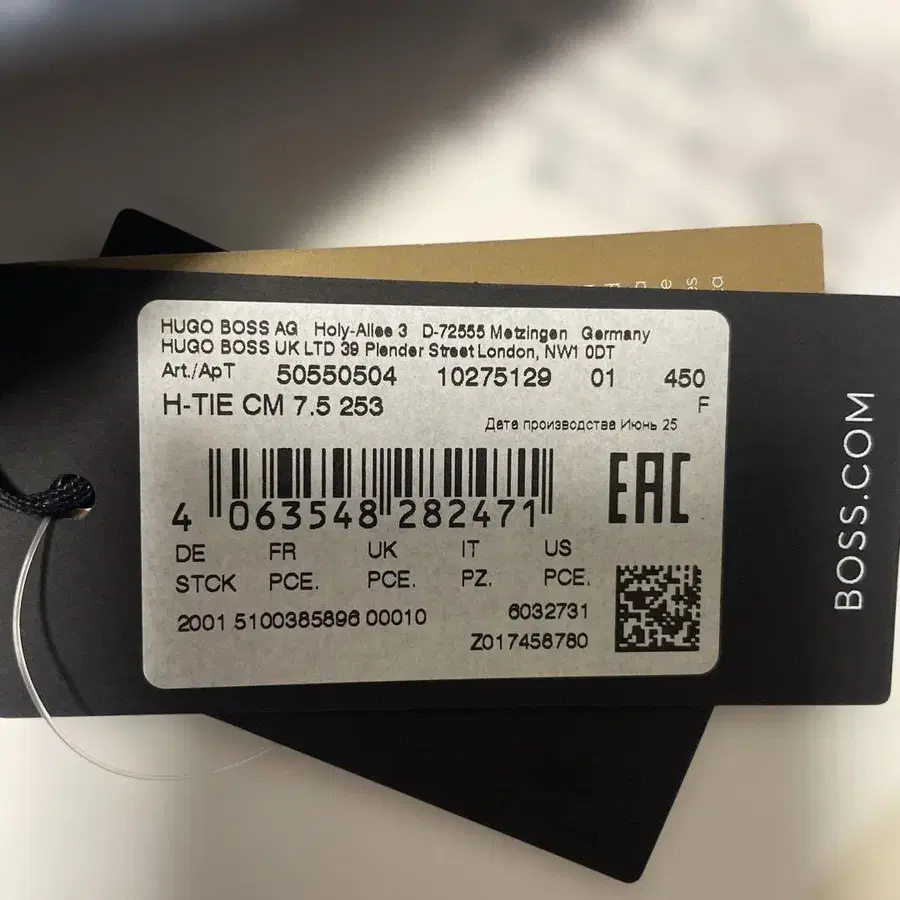 HUGO BOSS AG Holy-Allee 3 D-72555 Metzingen Germany
HUGO BOSS UK LTD 39 Plender Street London, NW1 0DT
Art./ApT 50550504 10275129 01 450
H-TIE CM 7.5 253 F
Дата производства Июнь 25
EAC
4 063548 282471
DE FR UK IT US
STCK PCE. PCE. PZ. PCE.
2001 5100385896 00010 6032731
Z017458780
BOSS.COM